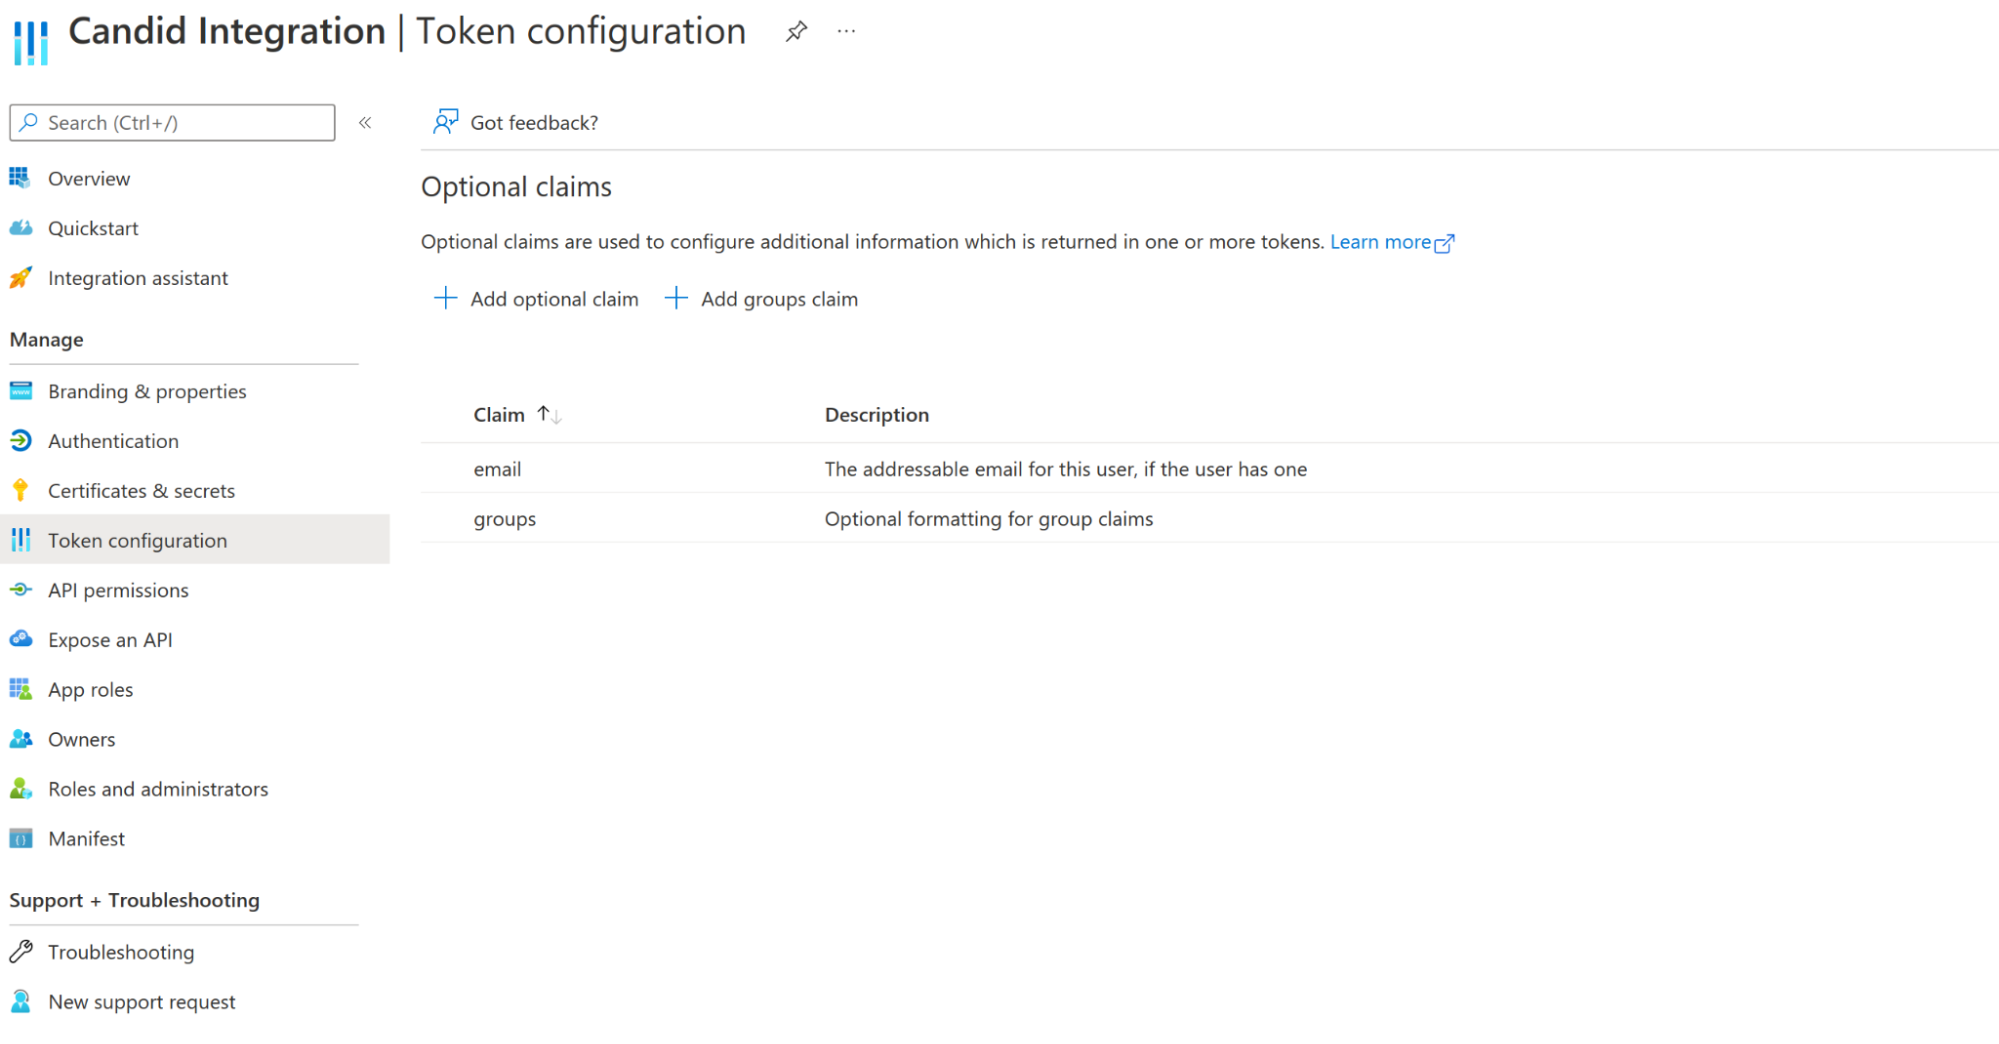 Candid Integration | Token configuration
Search (Ctrl+/)
Overview
Quickstart
Integration assistant
Manage
Branding & properties
Authentication
Certificates & secrets
Token configuration
API permissions
Expose an API
App roles
Owners
Roles and administrators
Manifest
Support + Troubleshooting
Troubleshooting
New support request
Got feedback?
Optional claims
Optional claims are used to configure additional information which is returned in one or more tokens. Learn more
Add optional claim Add groups claim
Claim Description
email The addressable email for this user, if the user has one
groups Optional formatting for group claims